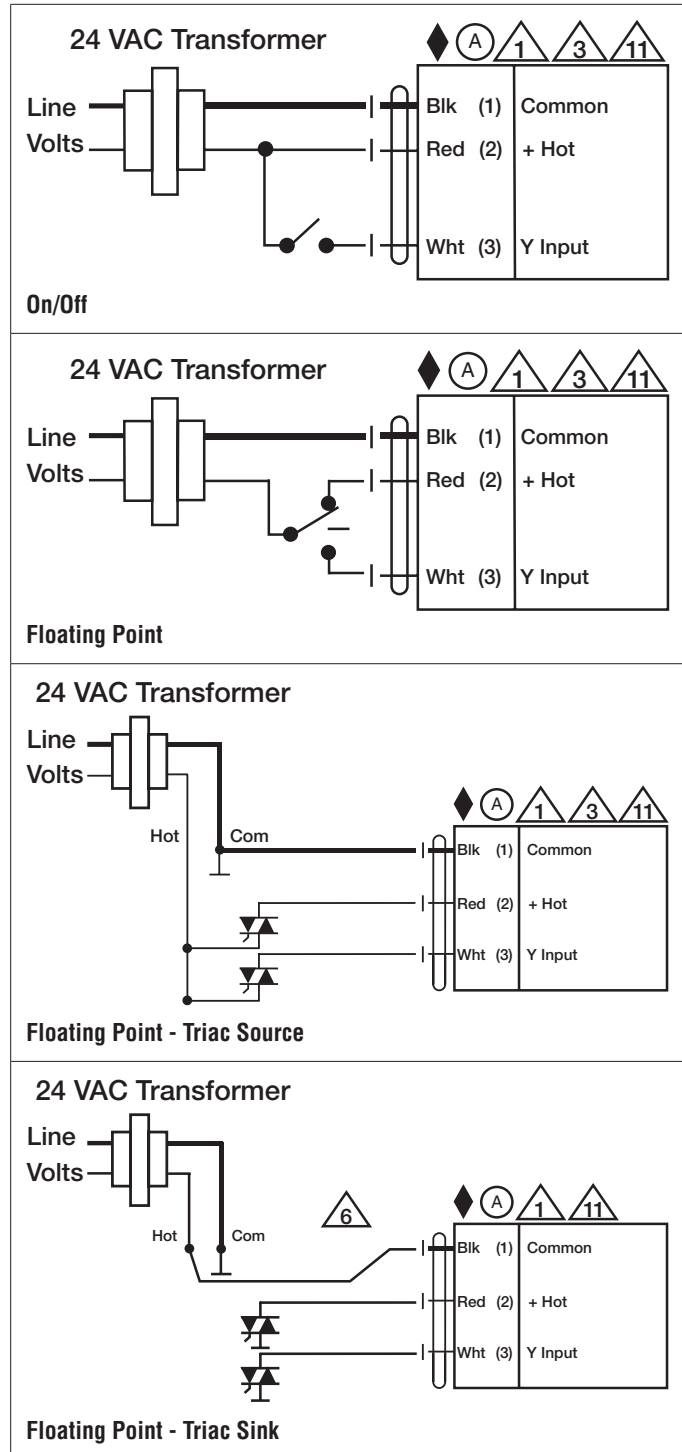 24 VAC Transformer
A 1 3 11
Line
Volts
Blk (1) Common
Red (2) + Hot
Wht (3) Y Input
On/Off
24 VAC Transformer
A 1 3 11
Line
Volts
Blk (1) Common
Red (2) + Hot
Wht (3) Y Input
Floating Point
24 VAC Transformer
Line
Volts
A 1 3 11
Hot Com
Blk (1) Common
Red (2) + Hot
Wht (3) Y Input
Floating Point - Triac Source
24 VAC Transformer
Line
Volts
6
A 1 11
Hot Com
Blk (1) Common
Red (2) + Hot
Wht (3) Y Input
Floating Point - Triac Sink